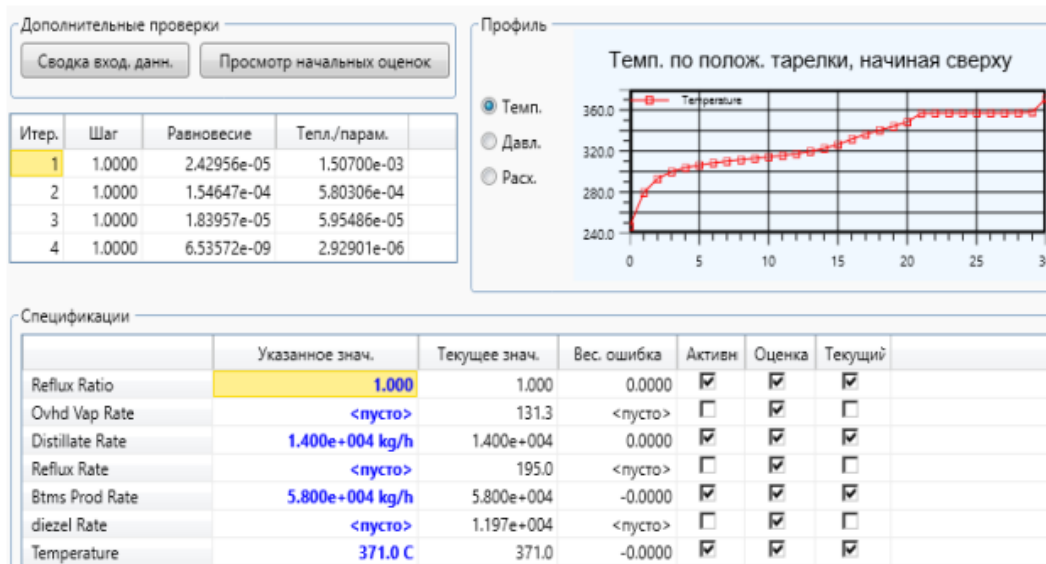 Дополнительные проверки
Сводка вход. данн. Просмотр начальных оценок
Итер. Шаг Равновесие Тепл./парам.
1 1.0000 2.42956e-05 1.50700e-03
2 1.0000 1.54647e-04 5.80306e-04
3 1.0000 1.83957e-05 5.95486e-05
4 1.0000 6.53572e-09 2.92901e-06
Профиль
Темп.
Давл.
Расх.
Темп. по полож. тарелки, начиная сверху
Temperature
360.0
320.0
280.0
240.0
0 5 10 15 20 25 3
Спецификации
Указанное знач. Текущее знач. Вес. ошибка Активн Оценка Текущий
Reflux Ratio 1.000 1.000 0.0000
Ovhd Vap Rate <пусто> 131.3 <пусто>
Distillate Rate 1.400e+004 kg/h 1.400e+004 0.0000
Reflux Rate <пусто> 195.0 <пусто>
Btms Prod Rate 5.800e+004 kg/h 5.800e+004 -0.0000
diezel Rate <пусто> 1.197e+004 <пусто>
Temperature 371.0 C 371.0 -0.0000